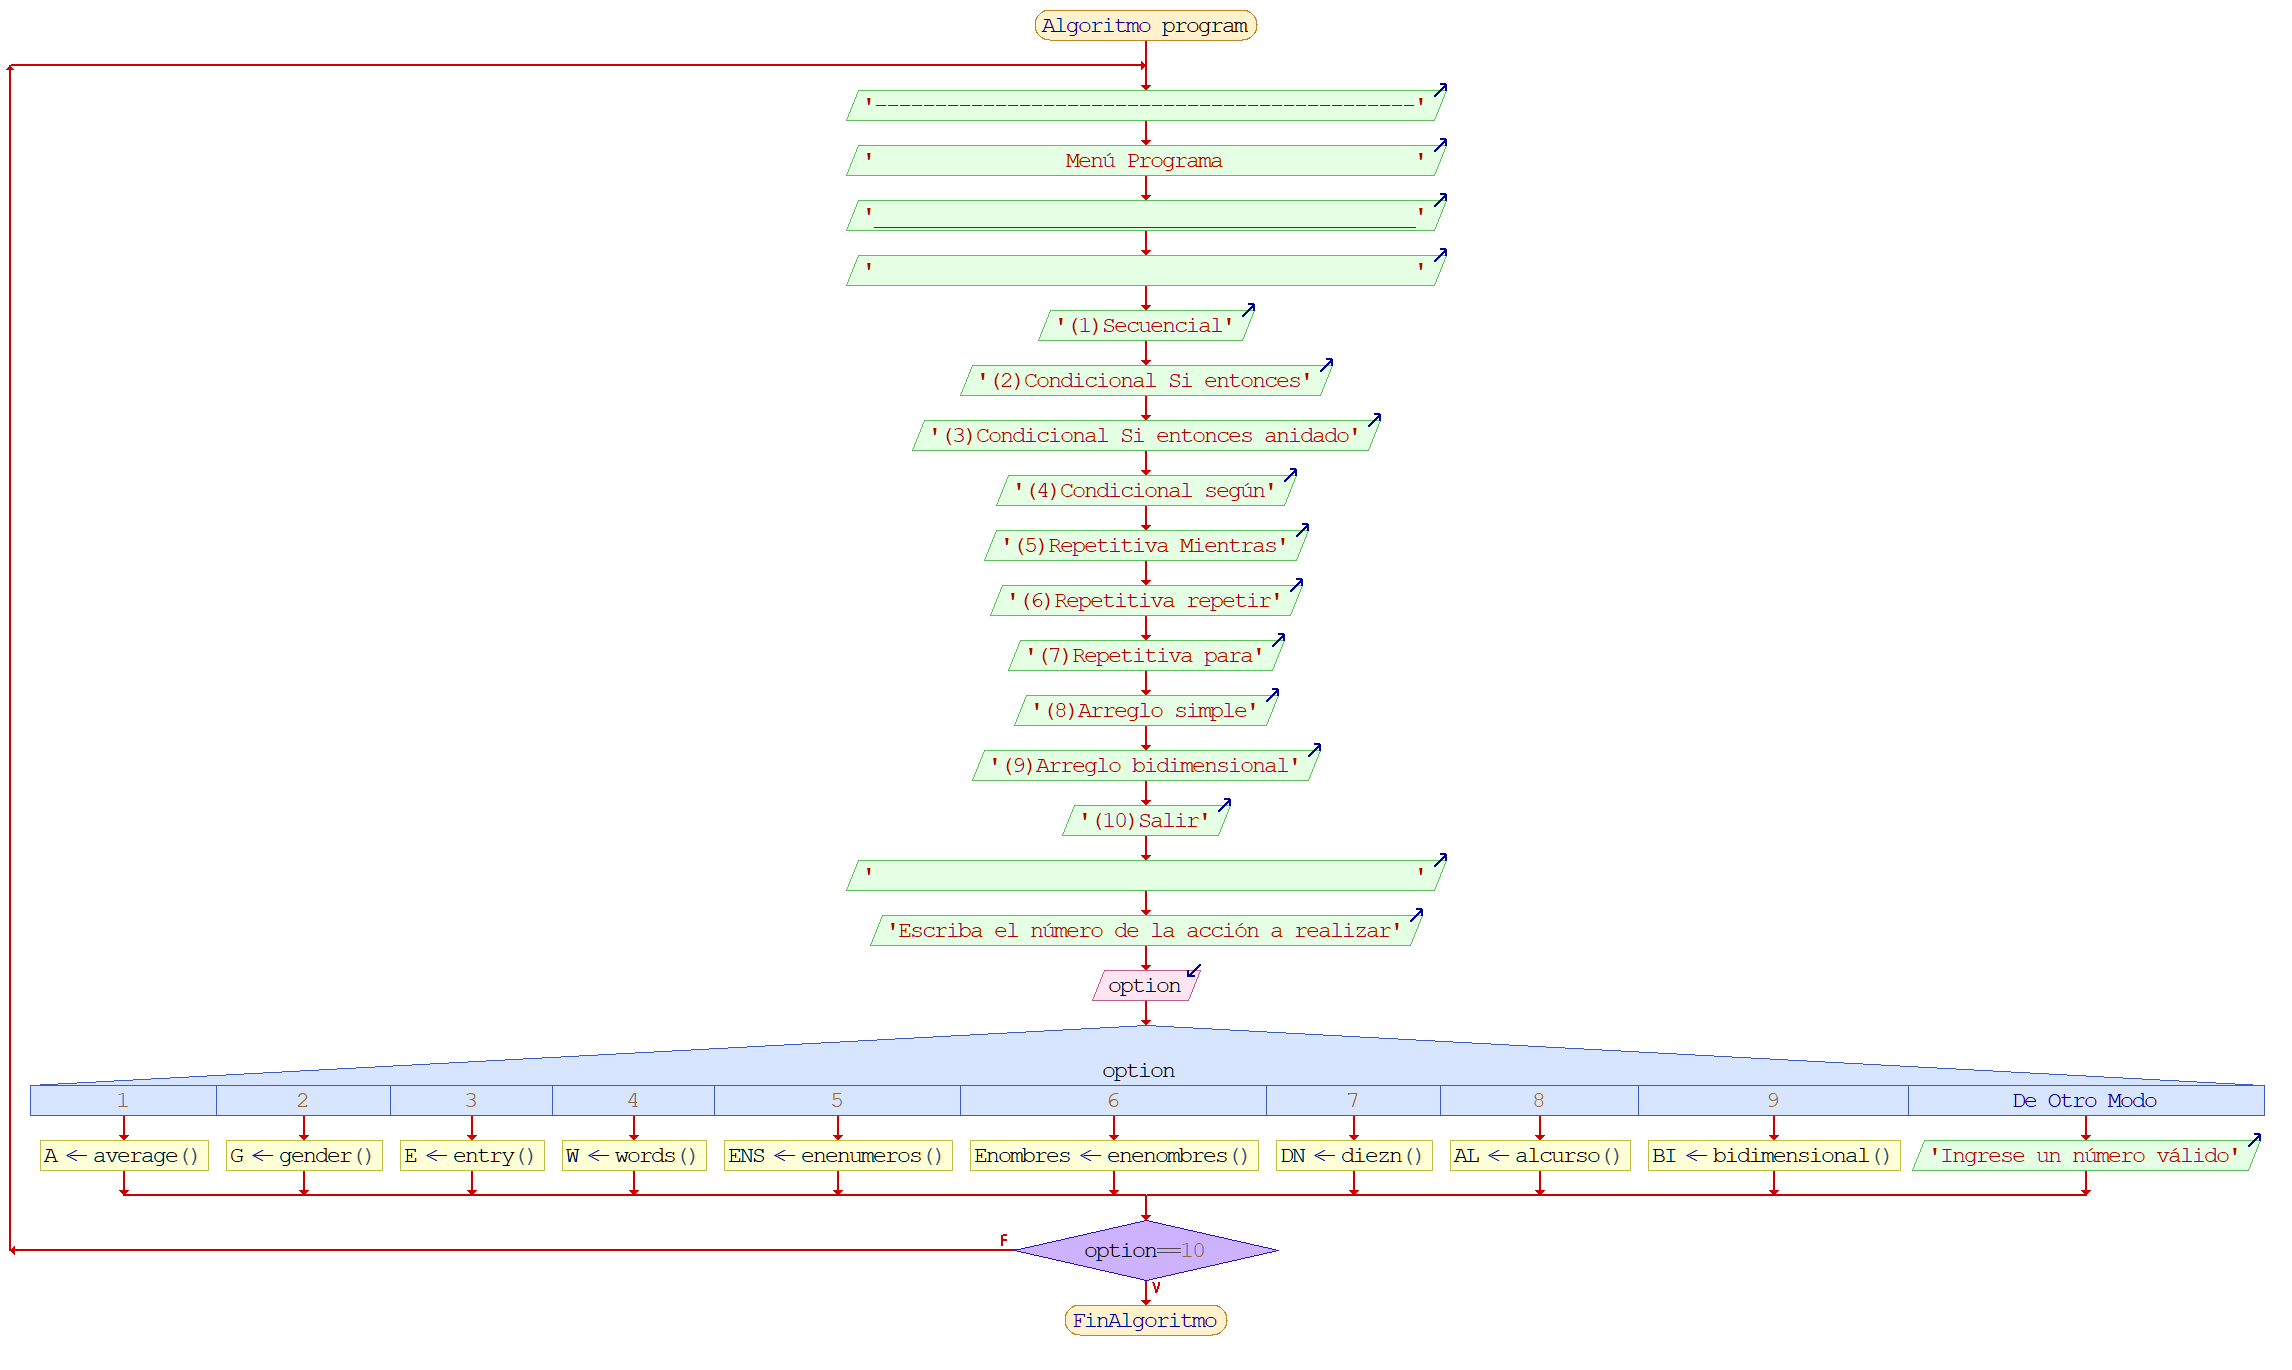 Algoritmo program
'---------------------------------------------'
'                Menú Programa                '
'_____________________________________________'
'                                             '
'(1)Secuencial'
'(2)Condicional Si entonces'
'(3)Condicional Si entonces anidado'
'(4)Condicional según'
'(5)Repetitiva Mientras'
'(6)Repetitiva repetir'
'(7)Repetitiva para'
'(8)Arreglo simple'
'(9)Arreglo bidimensional'
'(10)Salir'
'                                             '
'Escriba el número de la acción a realizar'
option
option
1 2 3 4 5 6 7 8 9 De Otro Modo
A ← average() G ← gender() E ← entry() W ← words() ENS ← enenumeros() Enombres ← enenombres() DN ← diezn() AL ← alcurso() BI ← bidimensional() 'Ingrese un número válido'
F
option==10
V
FinAlgoritmo